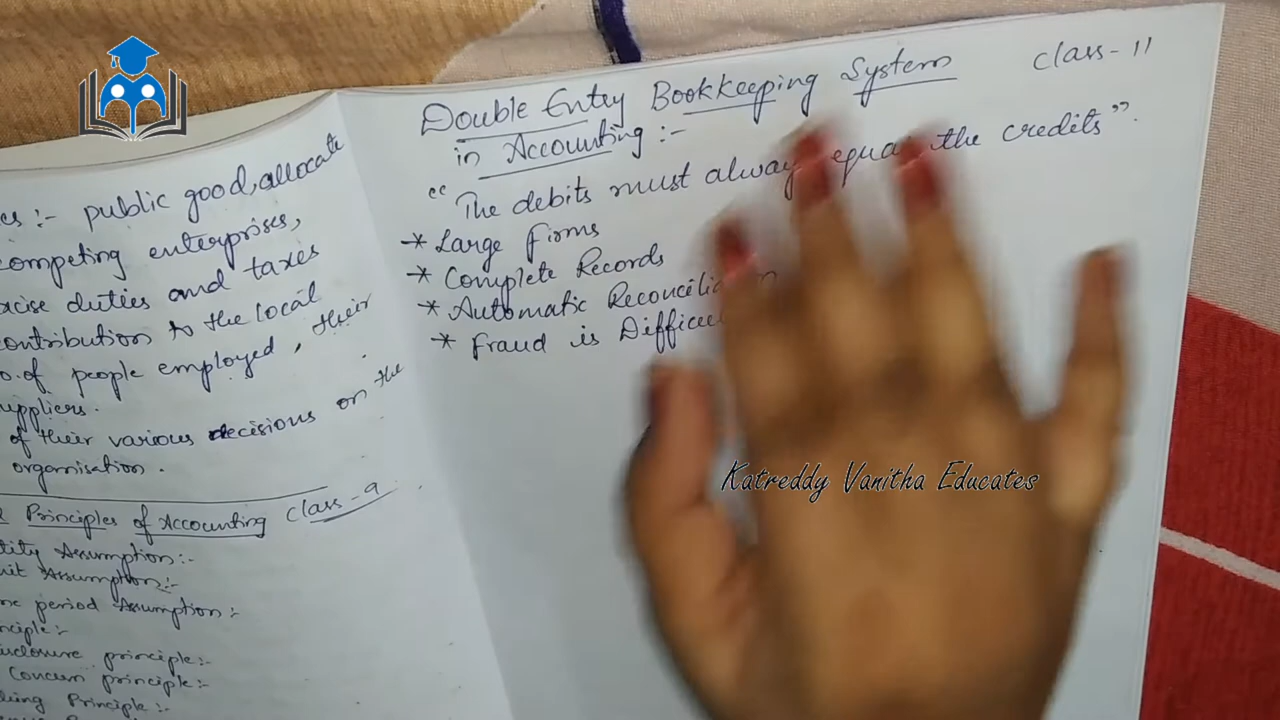 Double Entry Bookkeeping System class-11
in Accounting :-
"The debits must always equal the credits".
* Large Firms
* Complete Records
* Automatic
* Fraud is
:- public good, allocate
competing enterprises,
duties and taxes
contribution to the local
of people employed, their
suppliers.
of their various decisions on the
organisation.
Principles of Accounting class-9
Assumption:-
Assumption:-
period Assumption:-
principle:-
Concern principle:-
Principle:-
Katreddy Vanitha Educates